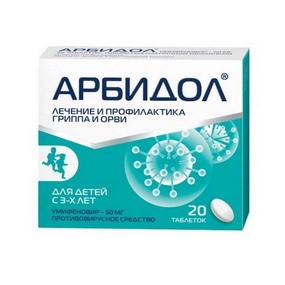 АРБИДОЛ®
ЛЕЧЕНИЕ И ПРОФИЛАКТИКА
ГРИППА И ОРВИ
ДЛЯ ДЕТЕЙ
С 3-Х ЛЕТ
УМИФЕНОВИР – 50 МГ
ПРОТИВОВИРУСНОЕ СРЕДСТВО
20
ТАБЛЕТОК